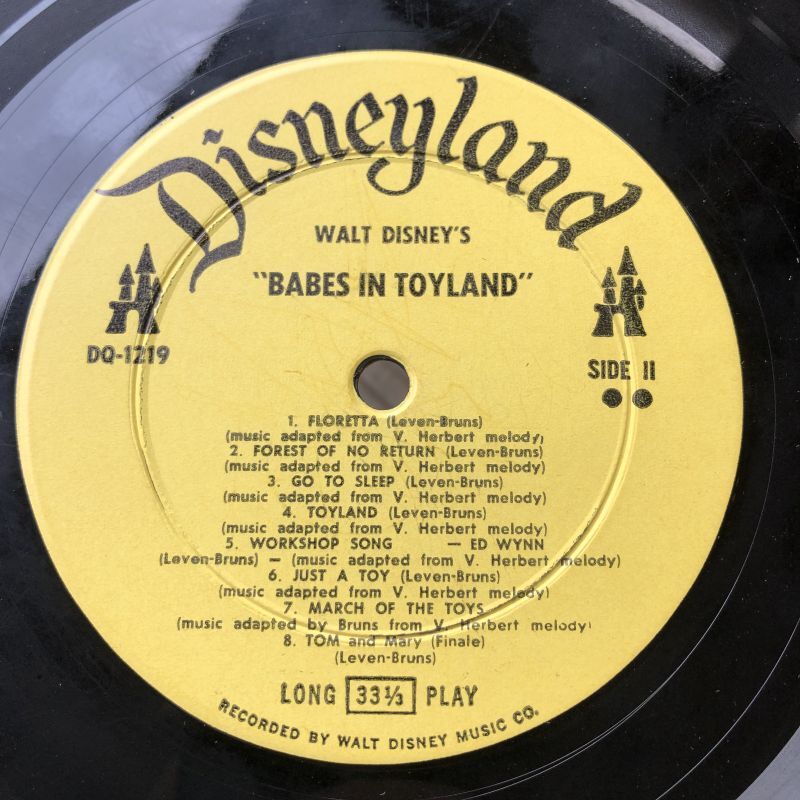 Disneyland
WALT DISNEY'S
"BABES IN TOYLAND"
DQ-1219
SIDE II
1. FLORETTA (Leven-Bruns)
(music adapted from V. Herbert melody)
2. FOREST OF NO RETURN (Leven-Bruns)
(music adapted from V. Herbert melody)
3. GO TO SLEEP (Leven-Bruns)
(music adapted from V. Herbert melody)
4. TOYLAND (Leven-Bruns)
(music adapted from V. Herbert melody)
5. WORKSHOP SONG — ED WYNN
(Leven-Bruns) — (music adapted from V. Herbert melody)
6. JUST A TOY (Leven-Bruns)
(music adapted from V. Herbert melody)
7. MARCH OF THE TOYS
(music adapted by Bruns from V. Herbert melody)
8. TOM and Mary (Finale)
(Leven-Bruns)
LONG 33⅓ PLAY
RECORDED BY WALT DISNEY MUSIC CO.